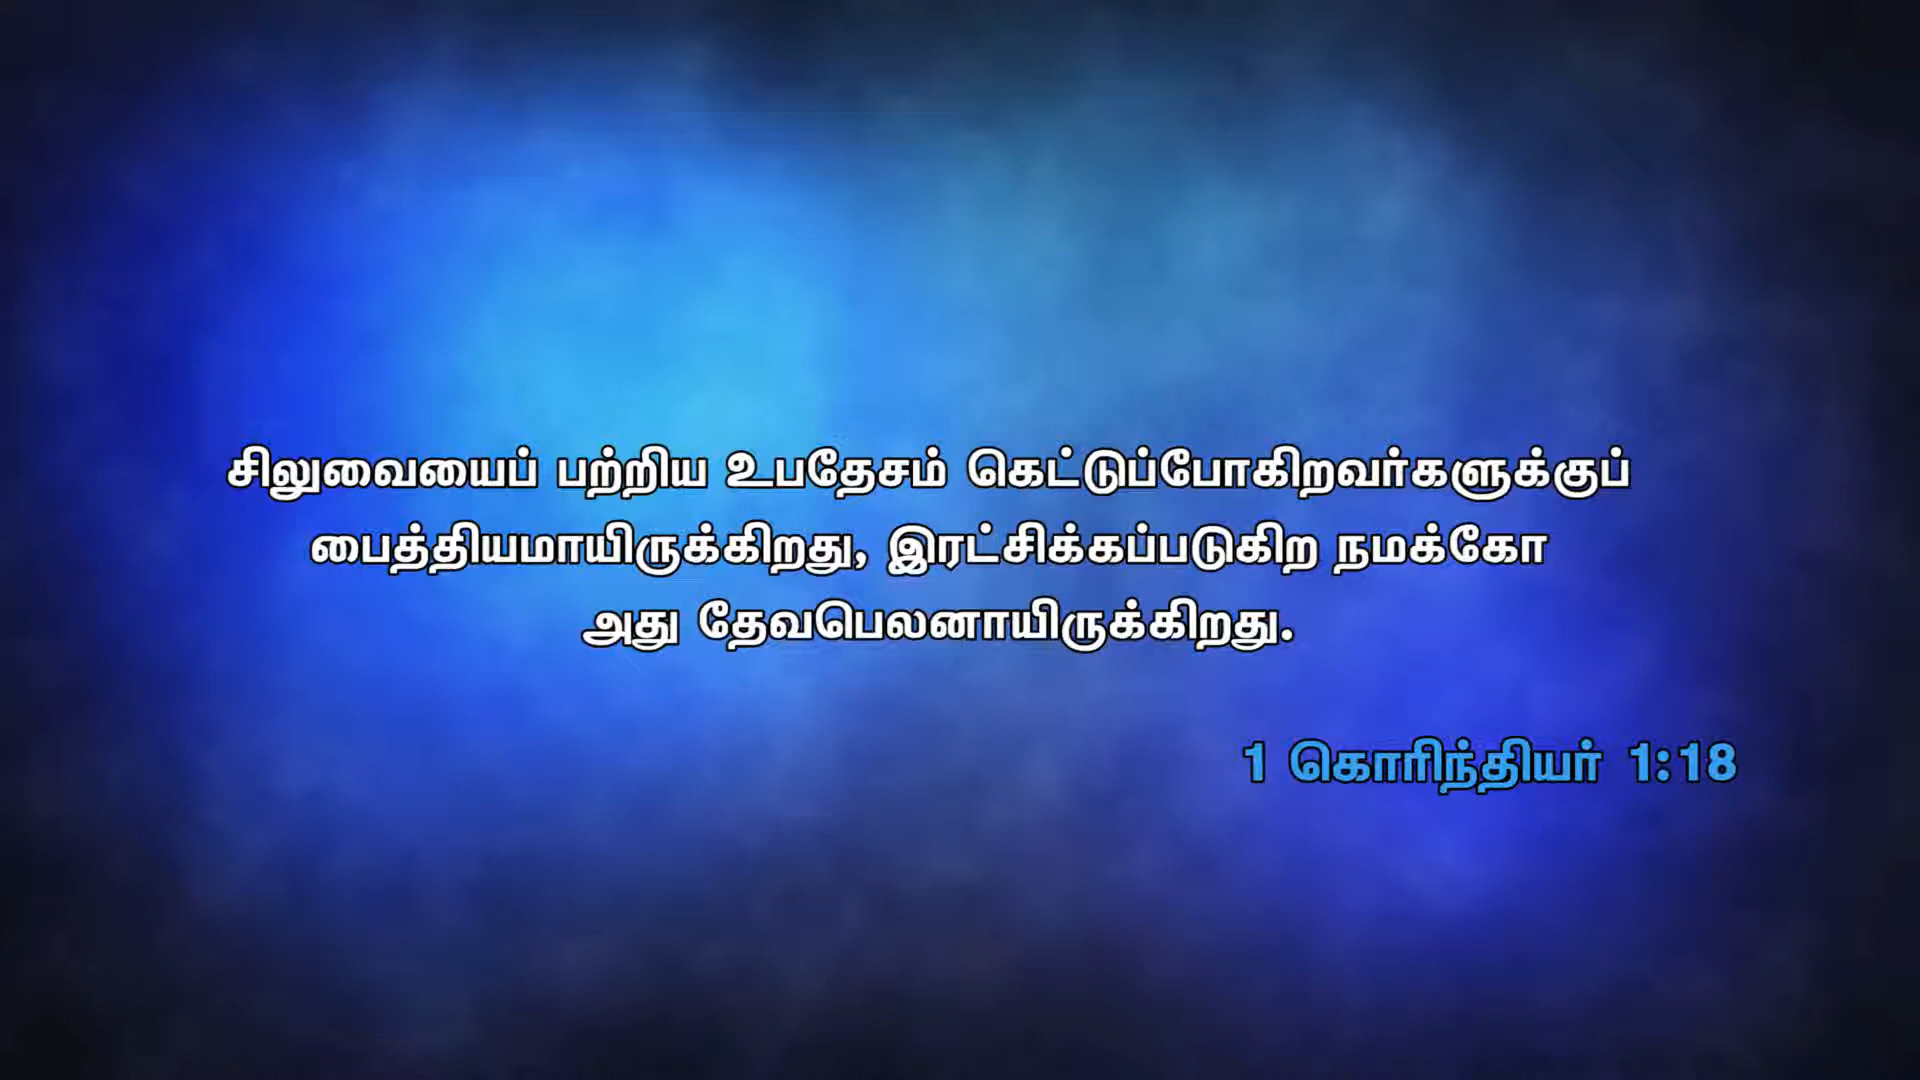 சிலுவையைப் பற்றிய உபதேசம் கெட்டுப்போகிறவர்களுக்குப்
பைத்தியமாயிருக்கிறது, இரட்சிக்கப்படுகிற நமக்கோ
அது தேவபெலனாயிருக்கிறது.
1 கொரிந்தியர் 1:18